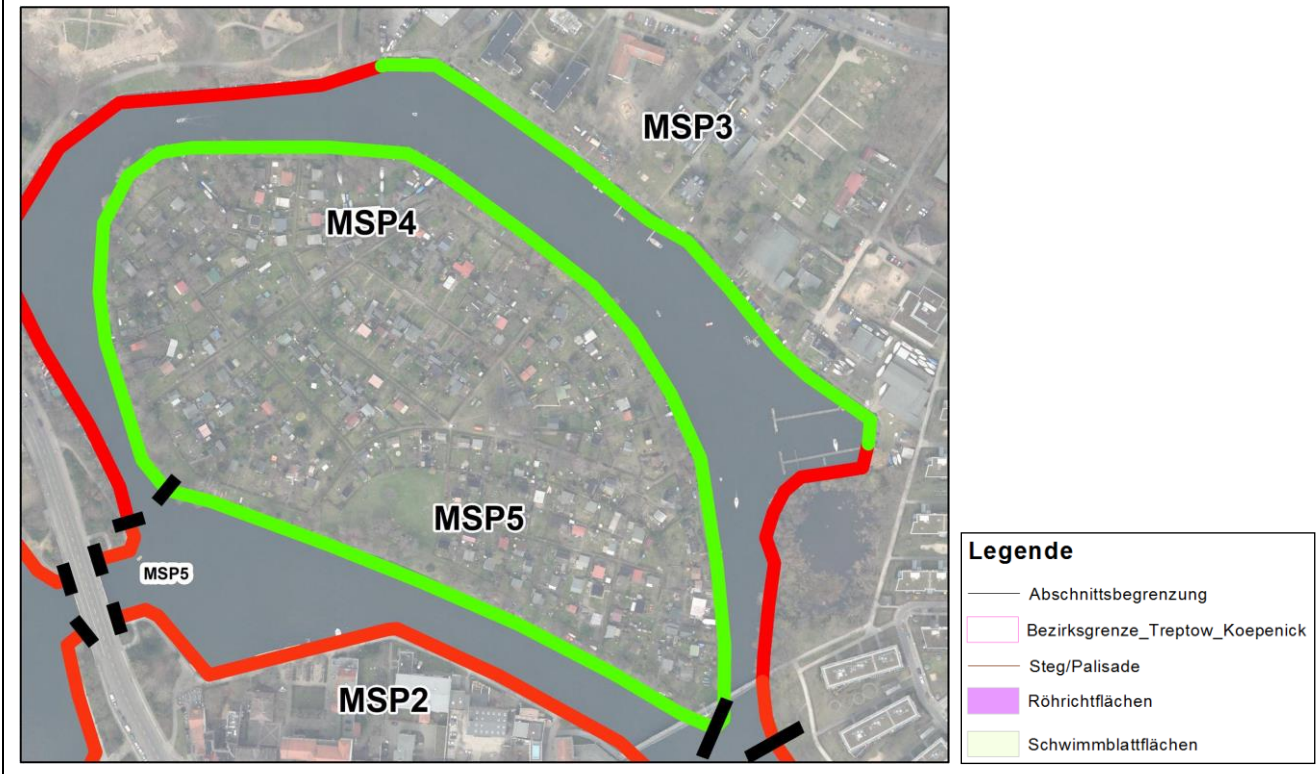 MSP3
MSP4
MSP5
MSP5
MSP2
Legende
Abschnittsbegrenzung
Bezirksgrenze_Treptow_Koepenick
Steg/Palisade
Röhrichtflächen
Schwimmblattflächen